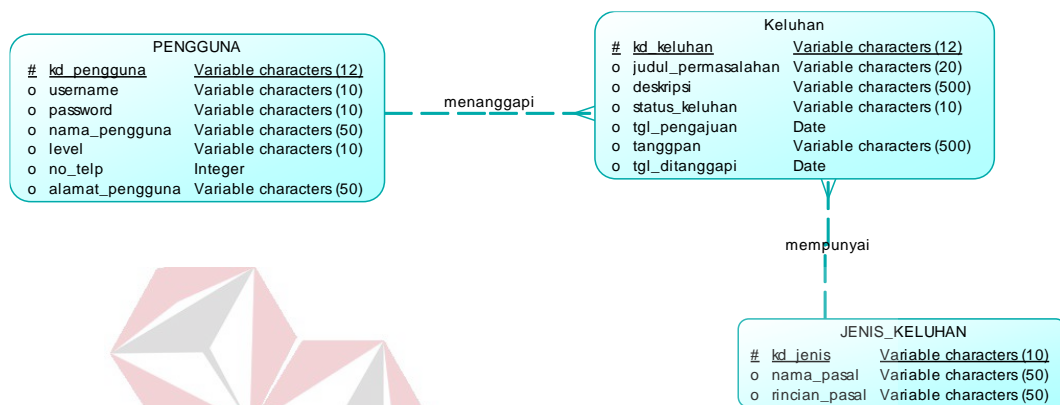 PENGGUNA
# kd_pengguna Variable characters (12)
o username Variable characters (10)
o password Variable characters (10)
o nama_pengguna Variable characters (50)
o level Variable characters (10)
o no_telp Integer
o alamat_pengguna Variable characters (50)
menanggapi
Keluhan
# kd_keluhan Variable characters (12)
o judul_permasalahan Variable characters (20)
o deskripsi Variable characters (500)
o status_keluhan Variable characters (10)
o tgl_pengajuan Date
o tanggpan Variable characters (500)
o tgl_ditanggapi Date
mempunyai
JENIS_KELUHAN
# kd_jenis Variable characters (10)
o nama_pasal Variable characters (50)
o rincian_pasal Variable characters (50)